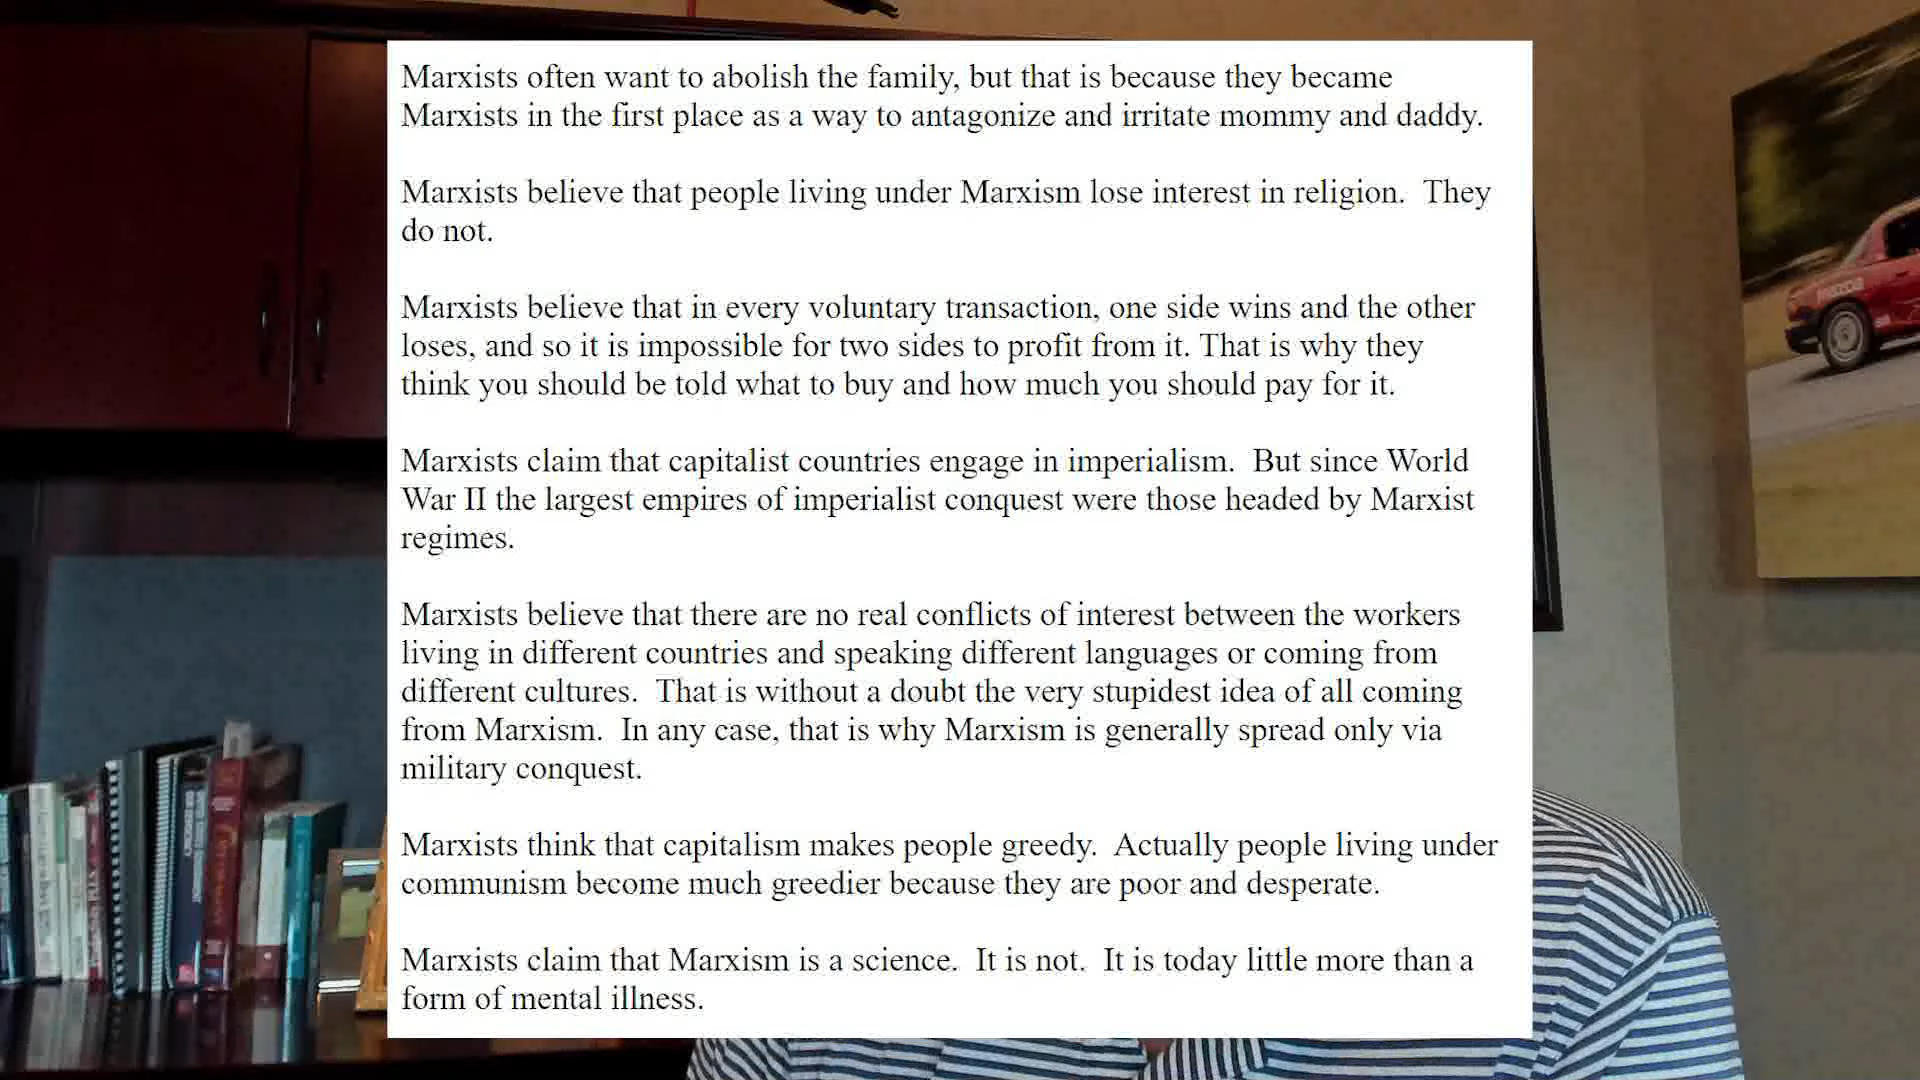 Marxists often want to abolish the family, but that is because they became
Marxists in the first place as a way to antagonize and irritate mommy and daddy.
Marxists believe that people living under Marxism lose interest in religion.  They
do not.
Marxists believe that in every voluntary transaction, one side wins and the other
loses, and so it is impossible for two sides to profit from it. That is why they
think you should be told what to buy and how much you should pay for it.
Marxists claim that capitalist countries engage in imperialism.  But since World
War II the largest empires of imperialist conquest were those headed by Marxist
regimes.
Marxists believe that there are no real conflicts of interest between the workers
living in different countries and speaking different languages or coming from
different cultures.  That is without a doubt the very stupidest idea of all coming
from Marxism.  In any case, that is why Marxism is generally spread only via
military conquest.
Marxists think that capitalism makes people greedy.  Actually people living under
communism become much greedier because they are poor and desperate.
Marxists claim that Marxism is a science.  It is not.  It is today little more than a
form of mental illness.